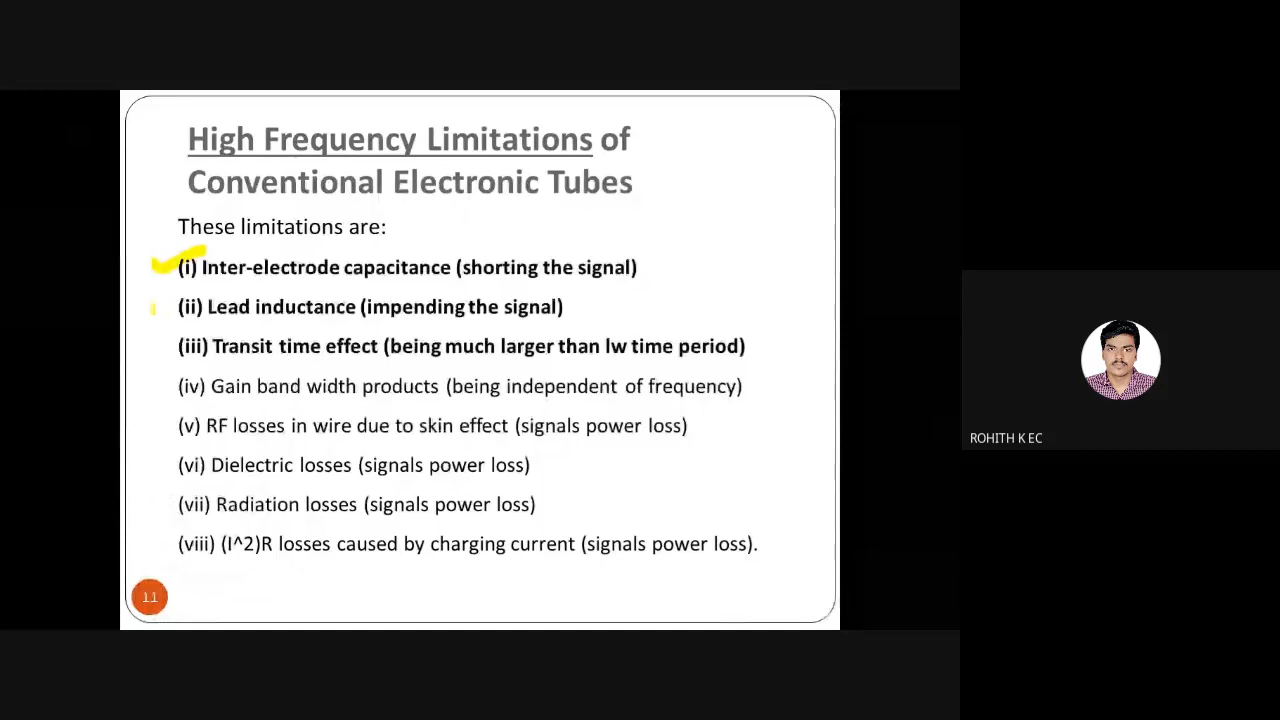 High Frequency Limitations of
Conventional Electronic Tubes
These limitations are:
(i) Inter-electrode capacitance (shorting the signal)
(ii) Lead inductance (impending the signal)
(iii) Transit time effect (being much larger than lw time period)
(iv) Gain band width products (being independent of frequency)
(v) RF losses in wire due to skin effect (signals power loss)
(vi) Dielectric losses (signals power loss)
(vii) Radiation losses (signals power loss)
(viii) (I^2)R losses caused by charging current (signals power loss).
11
ROHITH K EC